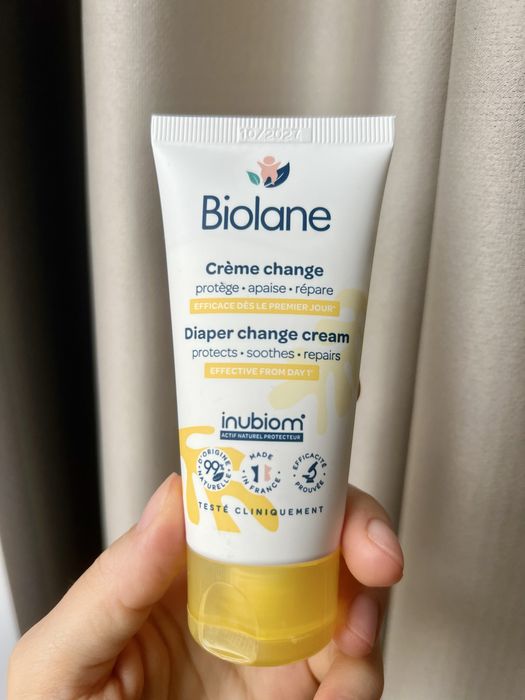 10/2027
Biolane
Crème change
protège • apaise • répare
EFFICACE DÈS LE PREMIER JOUR*
Diaper change cream
protects • soothes • repairs
EFFECTIVE FROM DAY 1*
inubiom
ACTIF NATUREL PROTECTEUR
99% D'ORIGINE NATURELLE
MADE IN FRANCE
EFFICACITÉ PROUVÉE
TESTÉ CLINIQUEMENT